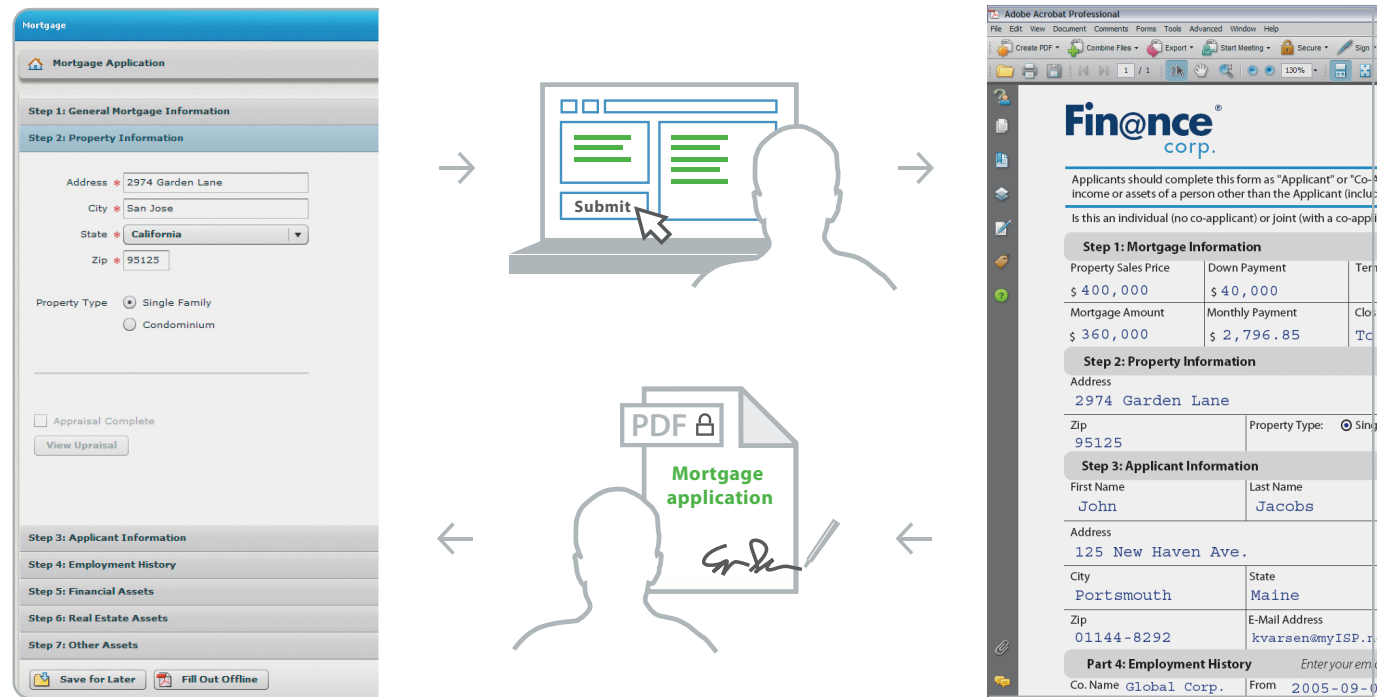 Mortgage
Mortgage Application
Step 1: General Mortgage Information
Step 2: Property Information
Address * 2974 Garden Lane
City * San Jose
State * California
Zip * 95125
Property Type Single Family
Condominium
Appraisal Complete
View Upraisal
Step 3: Applicant Information
Step 4: Employment History
Step 5: Financial Assets
Step 6: Real Estate Assets
Step 7: Other Assets
Save for Later Fill Out Offline
Submit
PDF
Mortgage
application
Adobe Acrobat Professional
File Edit View Document Comments Forms Tools Advanced Window Help
Create PDF Combine Files Export Start Meeting Secure Sign
1 / 1 130%
Fin@nce®
corp.
Applicants should complete this form as "Applicant" or "Co-A
income or assets of a person other than the Applicant (includ
Is this an individual (no co-applicant) or joint (with a co-appli
Step 1: Mortgage Information
Property Sales Price Down Payment Ter
$ 400,000 $ 40,000
Mortgage Amount Monthly Payment Clos
$ 360,000 $ 2,796.85 To
Step 2: Property Information
Address
2974 Garden Lane
Zip Property Type: Sing
95125
Step 3: Applicant Information
First Name Last Name
John Jacobs
Address
125 New Haven Ave.
City State
Portsmouth Maine
Zip E-Mail Address
01144-8292 kvarsen@myISP.n
Part 4: Employment History Enter your em
Co. Name Global Corp. From 2005-09-0